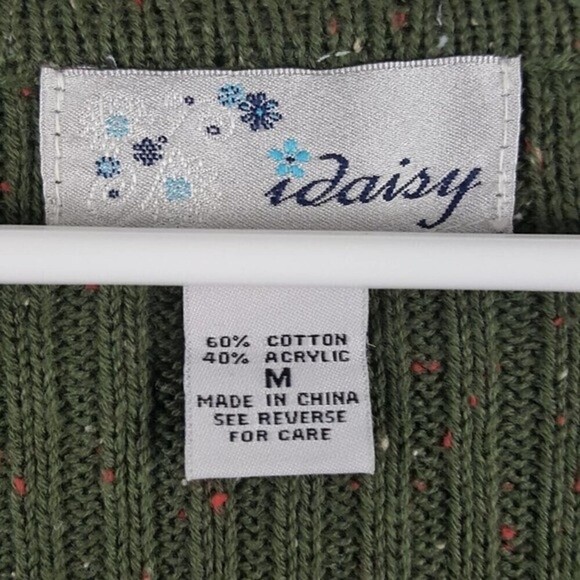 idaisy
60% COTTON
40% ACRYLIC
M
MADE IN CHINA
SEE REVERSE
FOR CARE